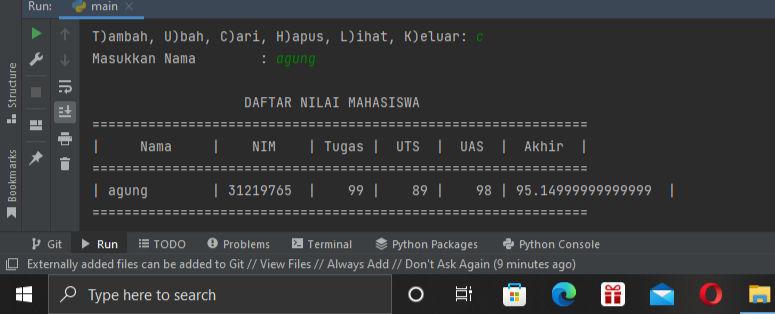 Run: main ×
T)ambah, U)bah, C)ari, H)apus, L)ihat, K)eluar: c
Masukkan Nama        : agung
DAFTAR NILAI MAHASISWA
==============================================================
|     Nama     |    NIM     | Tugas |  UTS  |  UAS  |  Akhir  |
==============================================================
| agung        | 31219765  |    99 |    89 |    98 | 95.14999999999999  |
==============================================================
Structure
Bookmarks
Git Run TODO Problems Terminal Python Packages Python Console
Externally added files can be added to Git // View Files // Always Add // Don't Ask Again (9 minutes ago)
Type here to search